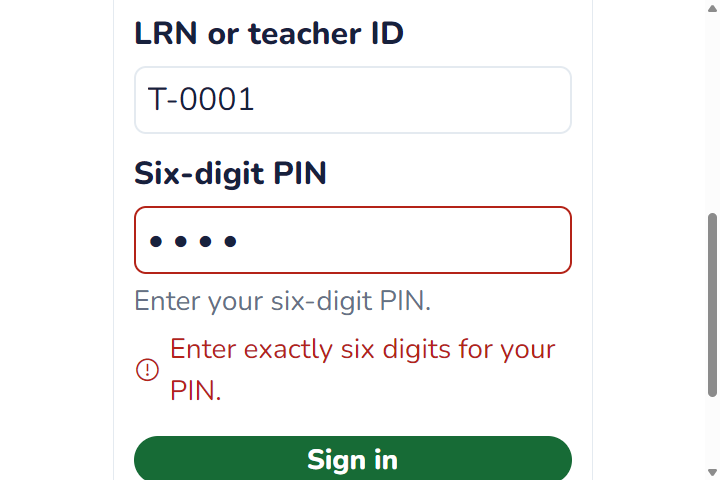 LRN or teacher ID
T-0001
Six-digit PIN
••••
Enter your six-digit PIN.
Enter exactly six digits for your
PIN.
Sign in